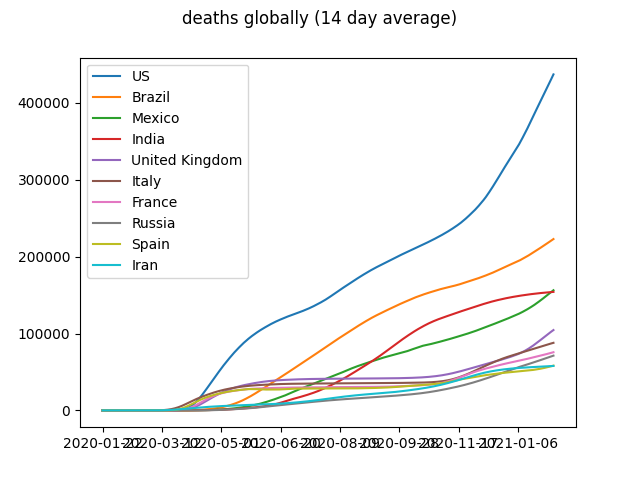 deaths globally (14 day average)
US
Brazil
Mexico
India
United Kingdom
Italy
France
Russia
Spain
Iran
400000
300000
200000
100000
0
2020-01-22 2020-03-12 2020-05-01 2020-06-20 2020-08-09 2020-09-28 2020-11-17 2021-01-06